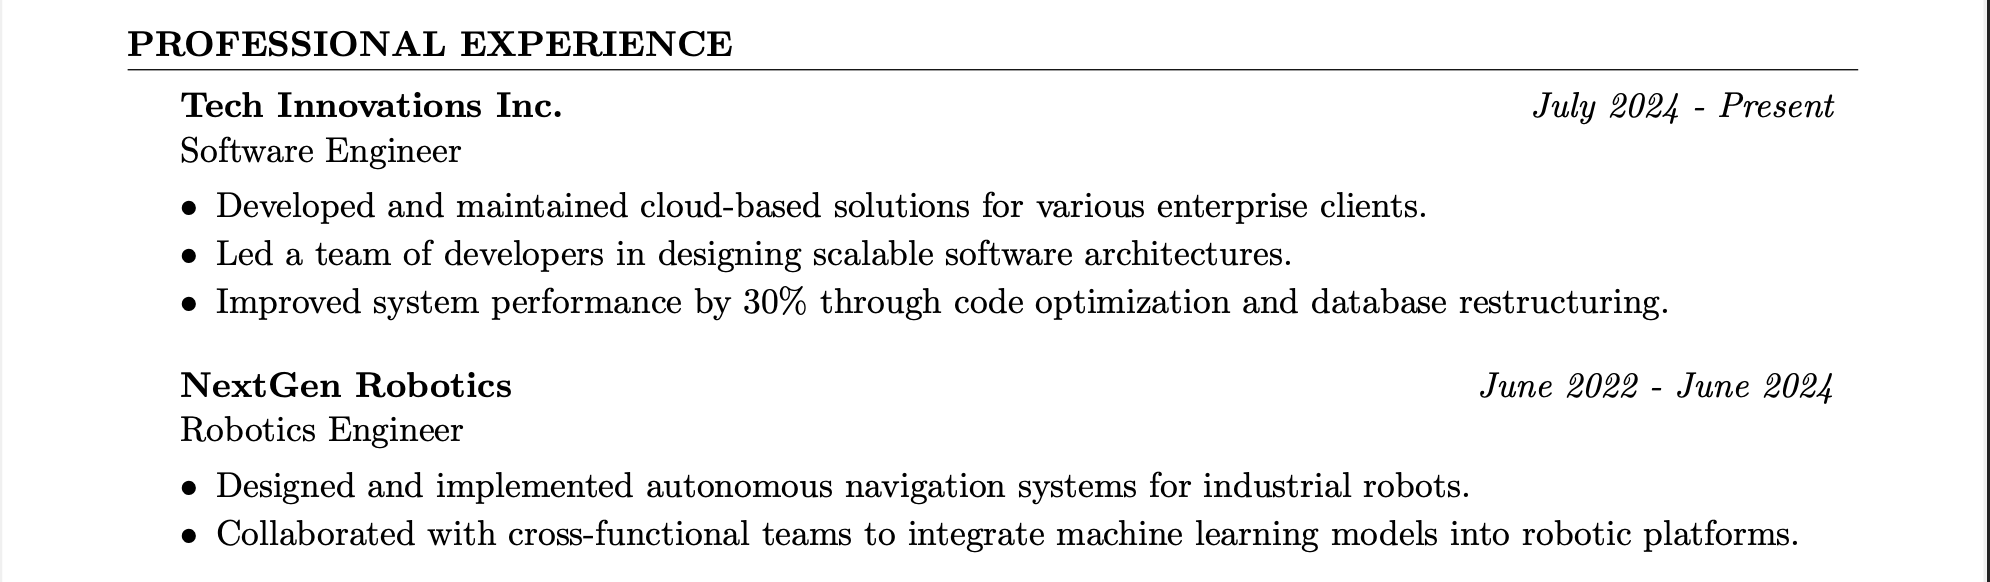 PROFESSIONAL EXPERIENCE
Tech Innovations Inc. July 2024 - Present
Software Engineer
• Developed and maintained cloud-based solutions for various enterprise clients.
• Led a team of developers in designing scalable software architectures.
• Improved system performance by 30% through code optimization and database restructuring.
NextGen Robotics June 2022 - June 2024
Robotics Engineer
• Designed and implemented autonomous navigation systems for industrial robots.
• Collaborated with cross-functional teams to integrate machine learning models into robotic platforms.